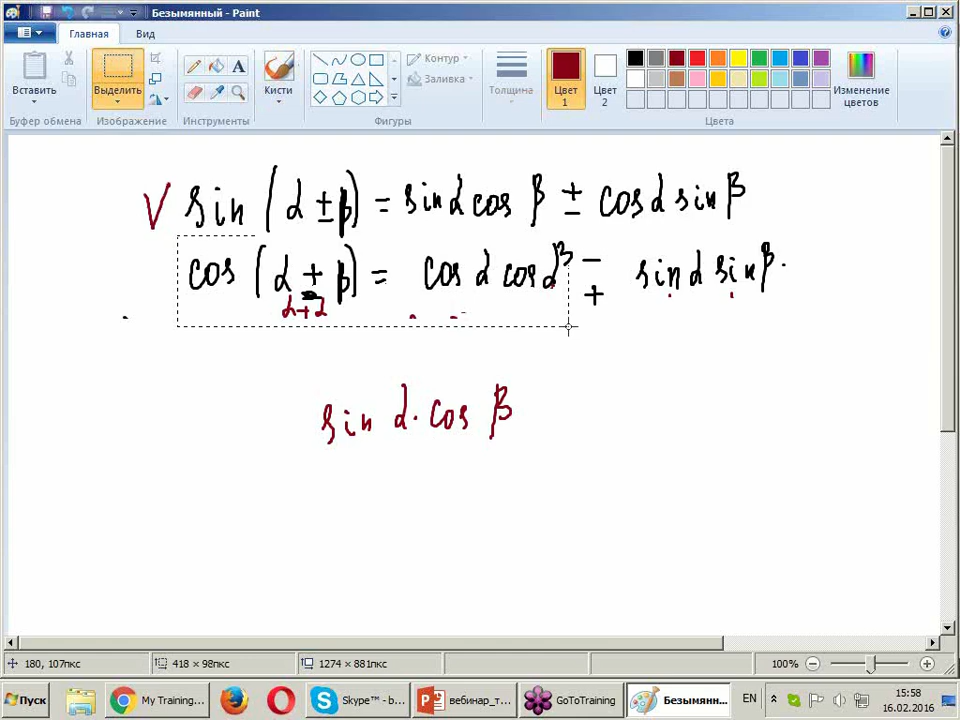 Безымянный - Paint
Главная Вид
Вставить Выделить Кисти Контур Заливка Толщина Цвет 1 Цвет 2 Изменение цветов
Буфер обмена Изображение Инструменты Фигуры Цвета
V sin (α ± β) = sin α cos β ± cos α sin β
cos (α ± β) = cos α cos β − + sin α sin β.
α+α
sin α · cos β
180, 107пкс 418 × 98пкс 1274 × 881пкс 100%
Пуск My Training... Skype™ - b... вебинар_т... GoToTraining Безымянн... EN 15:58
16.02.2016